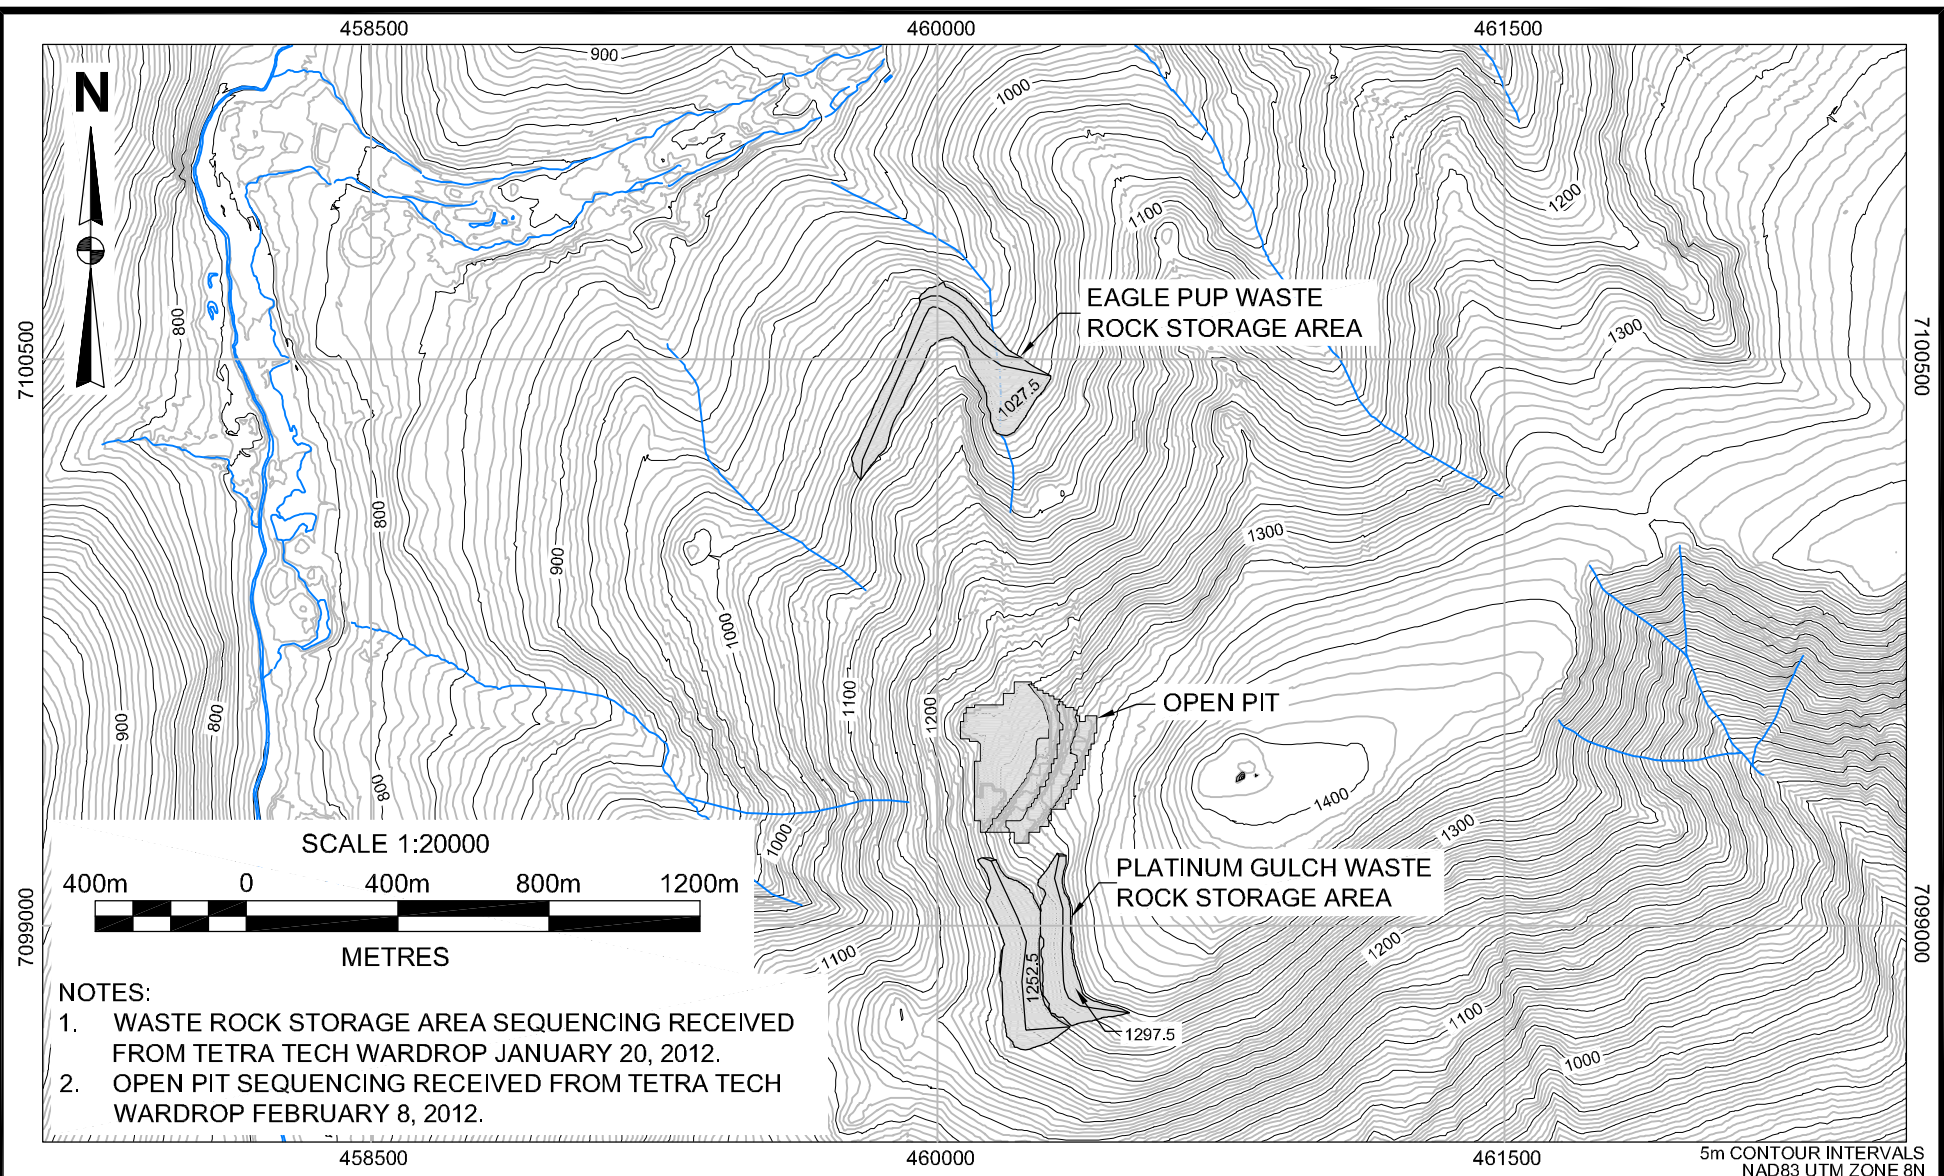 458500 460000 461500
900
N
1000
1200
1100
EAGLE PUP WASTE
ROCK STORAGE AREA
800
1300
7100500
7100500
1027.5
800
1300
900
1000
1100
1200
OPEN PIT
900
800
800
1400
1300
1000
SCALE 1:20000
400m 0 400m 800m 1200m
METRES
PLATINUM GULCH WASTE
ROCK STORAGE AREA
7099000
7099000
1200
1100
1252.5
1297.5
1100
1000
NOTES:
1. WASTE ROCK STORAGE AREA SEQUENCING RECEIVED
FROM TETRA TECH WARDROP JANUARY 20, 2012.
2. OPEN PIT SEQUENCING RECEIVED FROM TETRA TECH
WARDROP FEBRUARY 8, 2012.
458500 460000 461500
5m CONTOUR INTERVALS
NAD83 UTM ZONE 8N